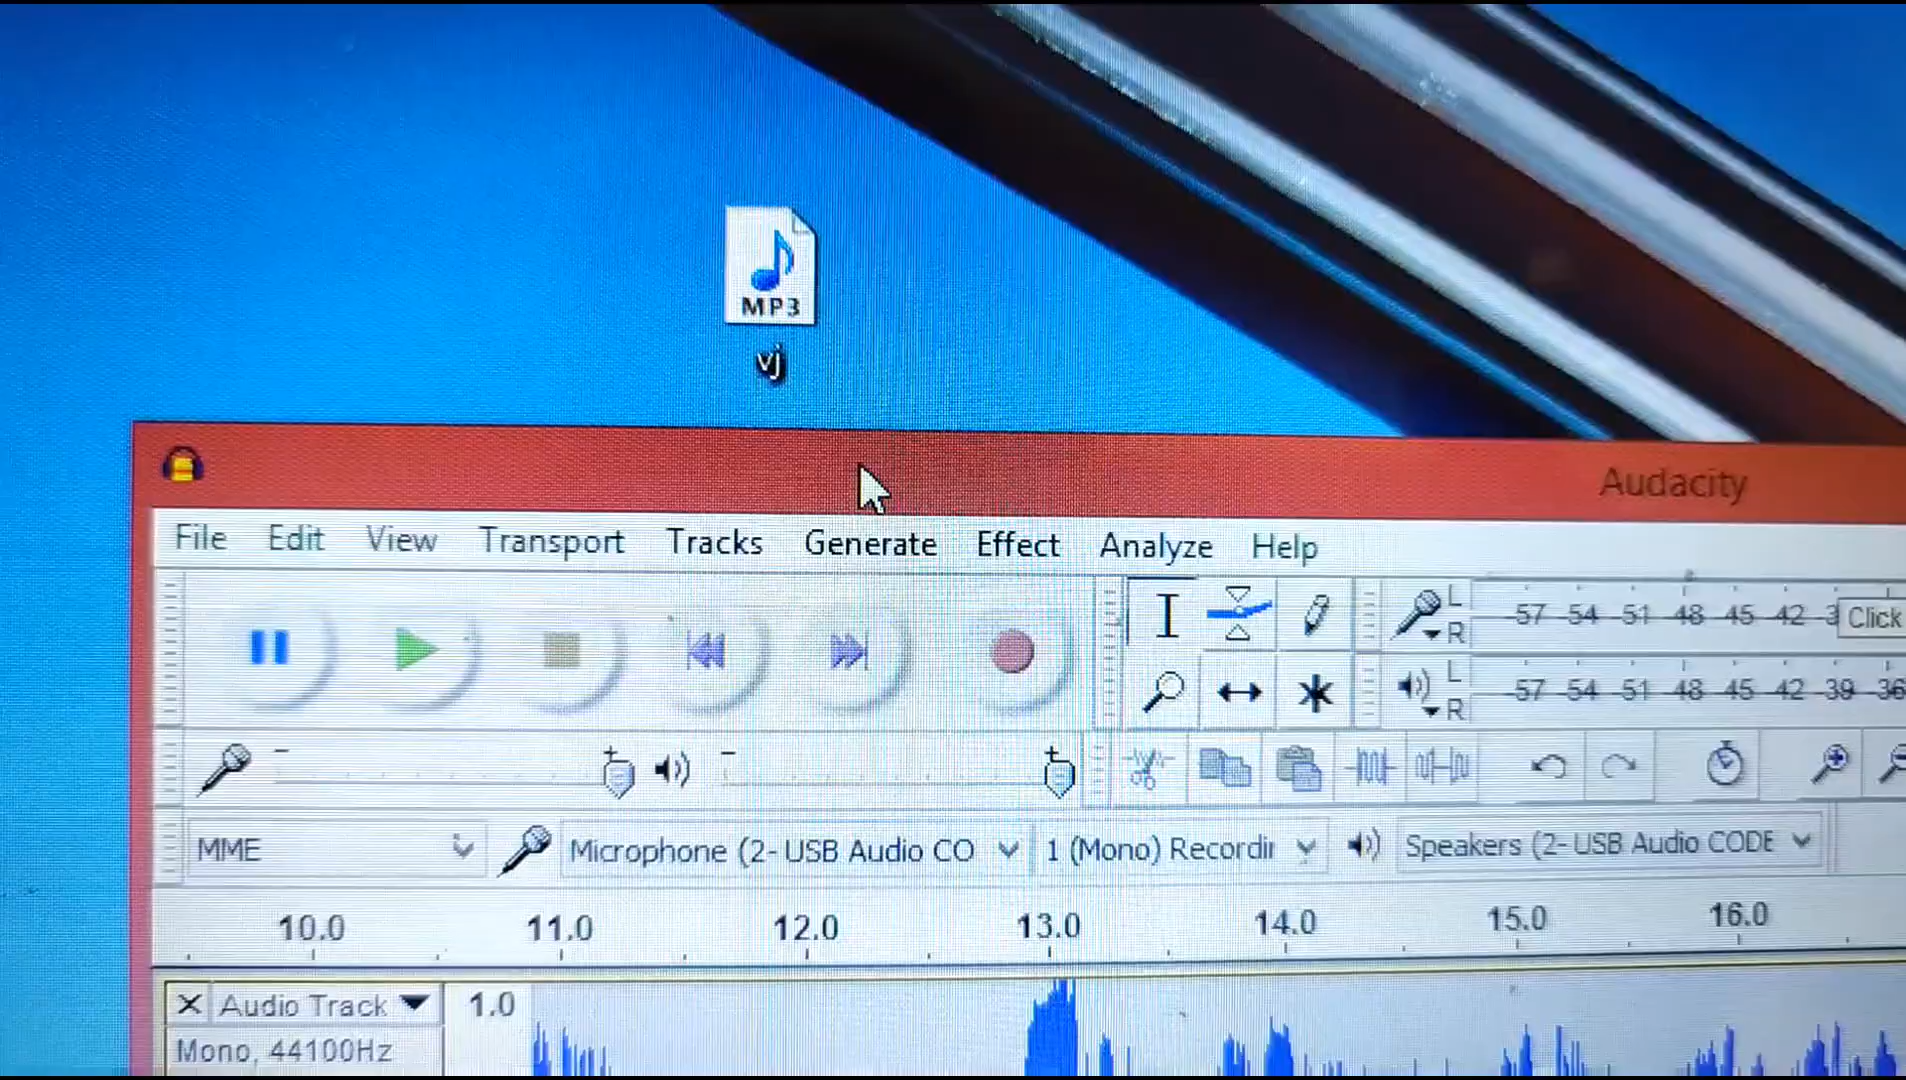 MP3
vj
Audacity
File Edit View Transport Tracks Generate Effect Analyze Help
L
R
-57 -54 -51 -48 -45 -42
Click
L
R
-57 -54 -51 -48 -45 -42 -39 -36
MME
Microphone (2- USB Audio CO
1 (Mono) Recordir
Speakers (2- USB Audio CODE
10.0 11.0 12.0 13.0 14.0 15.0 16.0
Audio Track 1.0
Mono, 44100Hz